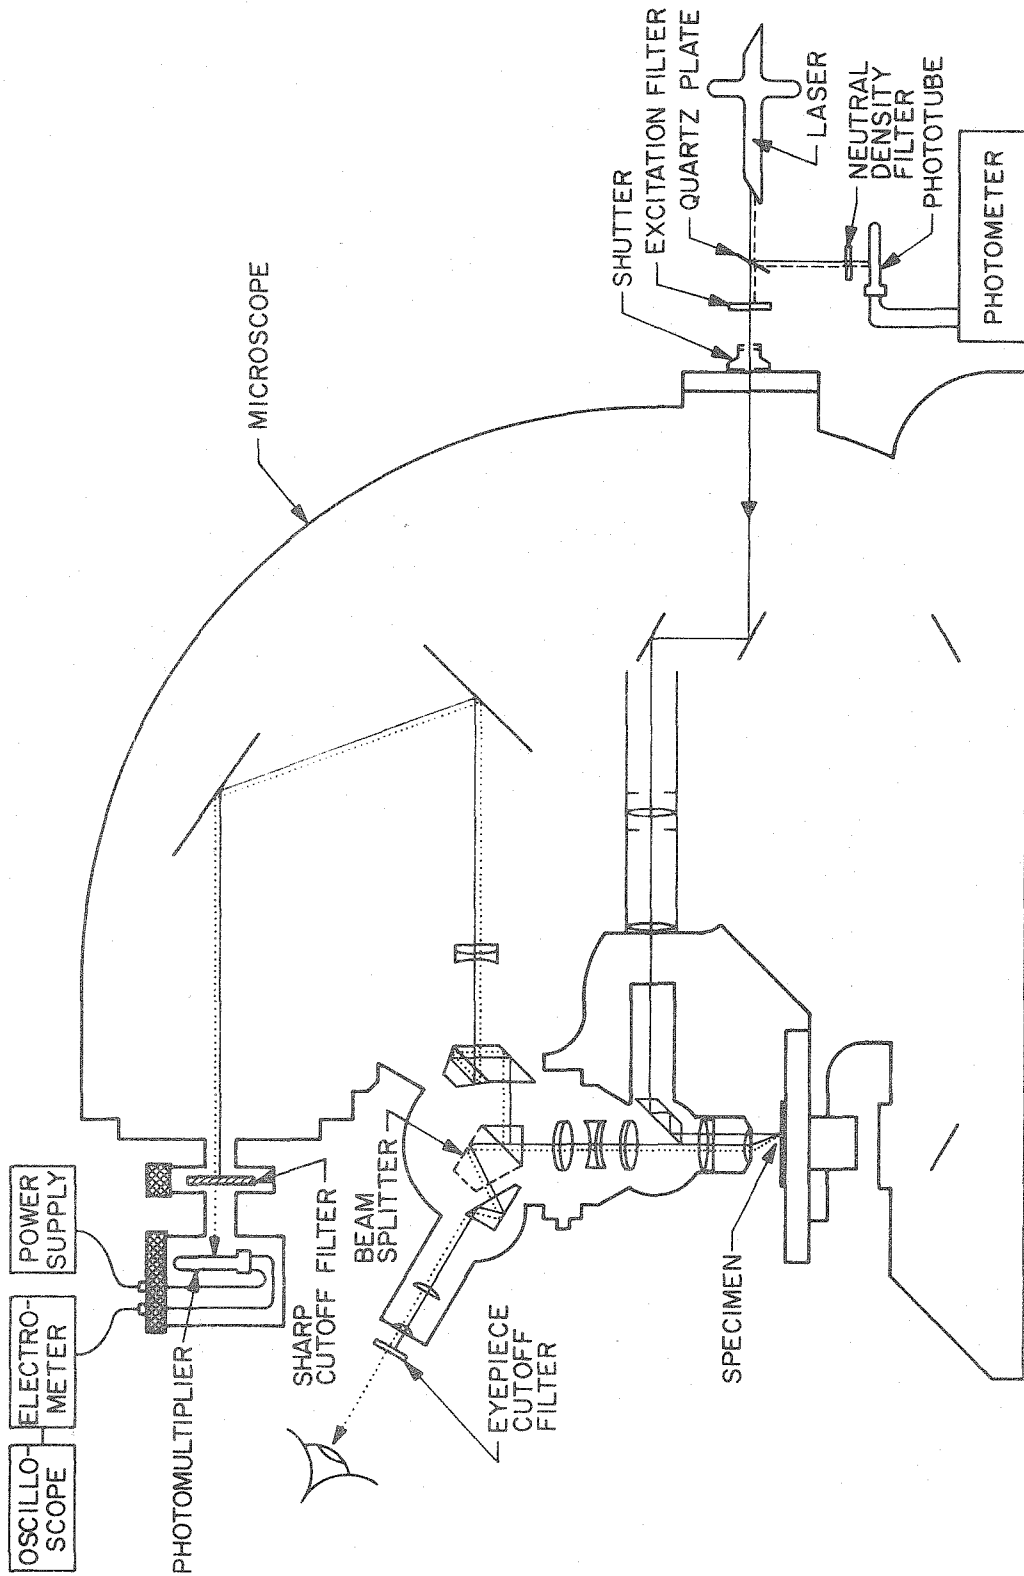 OSCILLO-
SCOPE
ELECTRO-
METER
POWER
SUPPLY
PHOTOMULTIPLIER
SHARP
CUTOFF FILTER
BEAM
SPLITTER
EYEPIECE
CUTOFF
FILTER
SPECIMEN
MICROSCOPE
SHUTTER
EXCITATION FILTER
QUARTZ PLATE
LASER
NEUTRAL
DENSITY
FILTER
PHOTOTUBE
PHOTOMETER